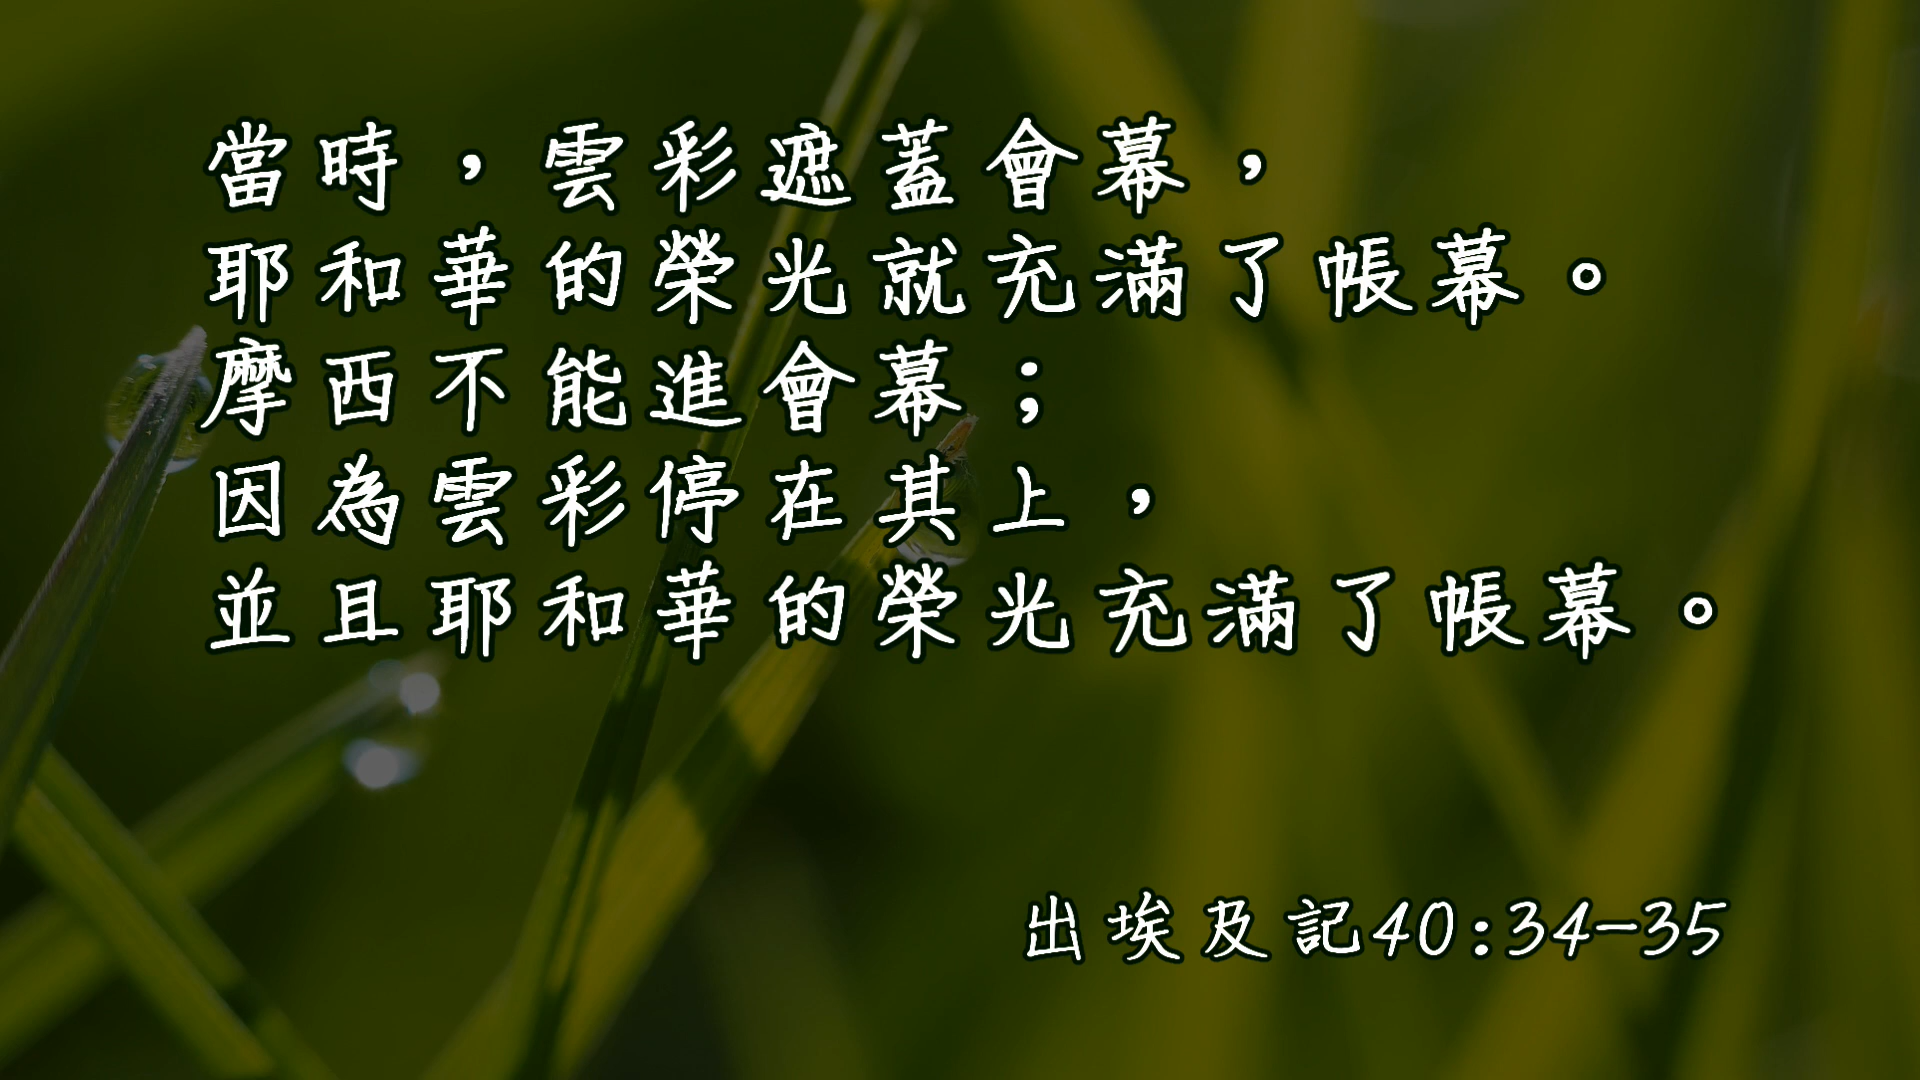 當時，雲彩遮蓋會幕，
耶和華的榮光就充滿了帳幕。
摩西不能進會幕；
因為雲彩停在其上，
並且耶和華的榮光充滿了帳幕。
出埃及記40:34-35